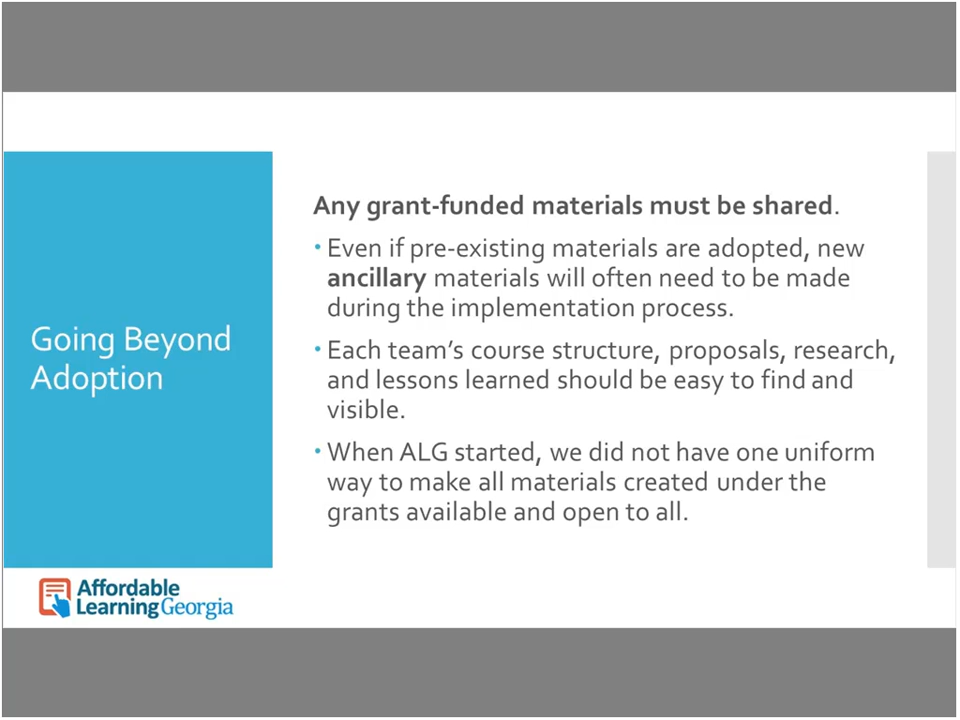 Going Beyond
Adoption
Any grant-funded materials must be shared.
• Even if pre-existing materials are adopted, new
ancillary materials will often need to be made
during the implementation process.
• Each team’s course structure, proposals, research,
and lessons learned should be easy to find and
visible.
• When ALG started, we did not have one uniform
way to make all materials created under the
grants available and open to all.
Affordable
LearningGeorgia